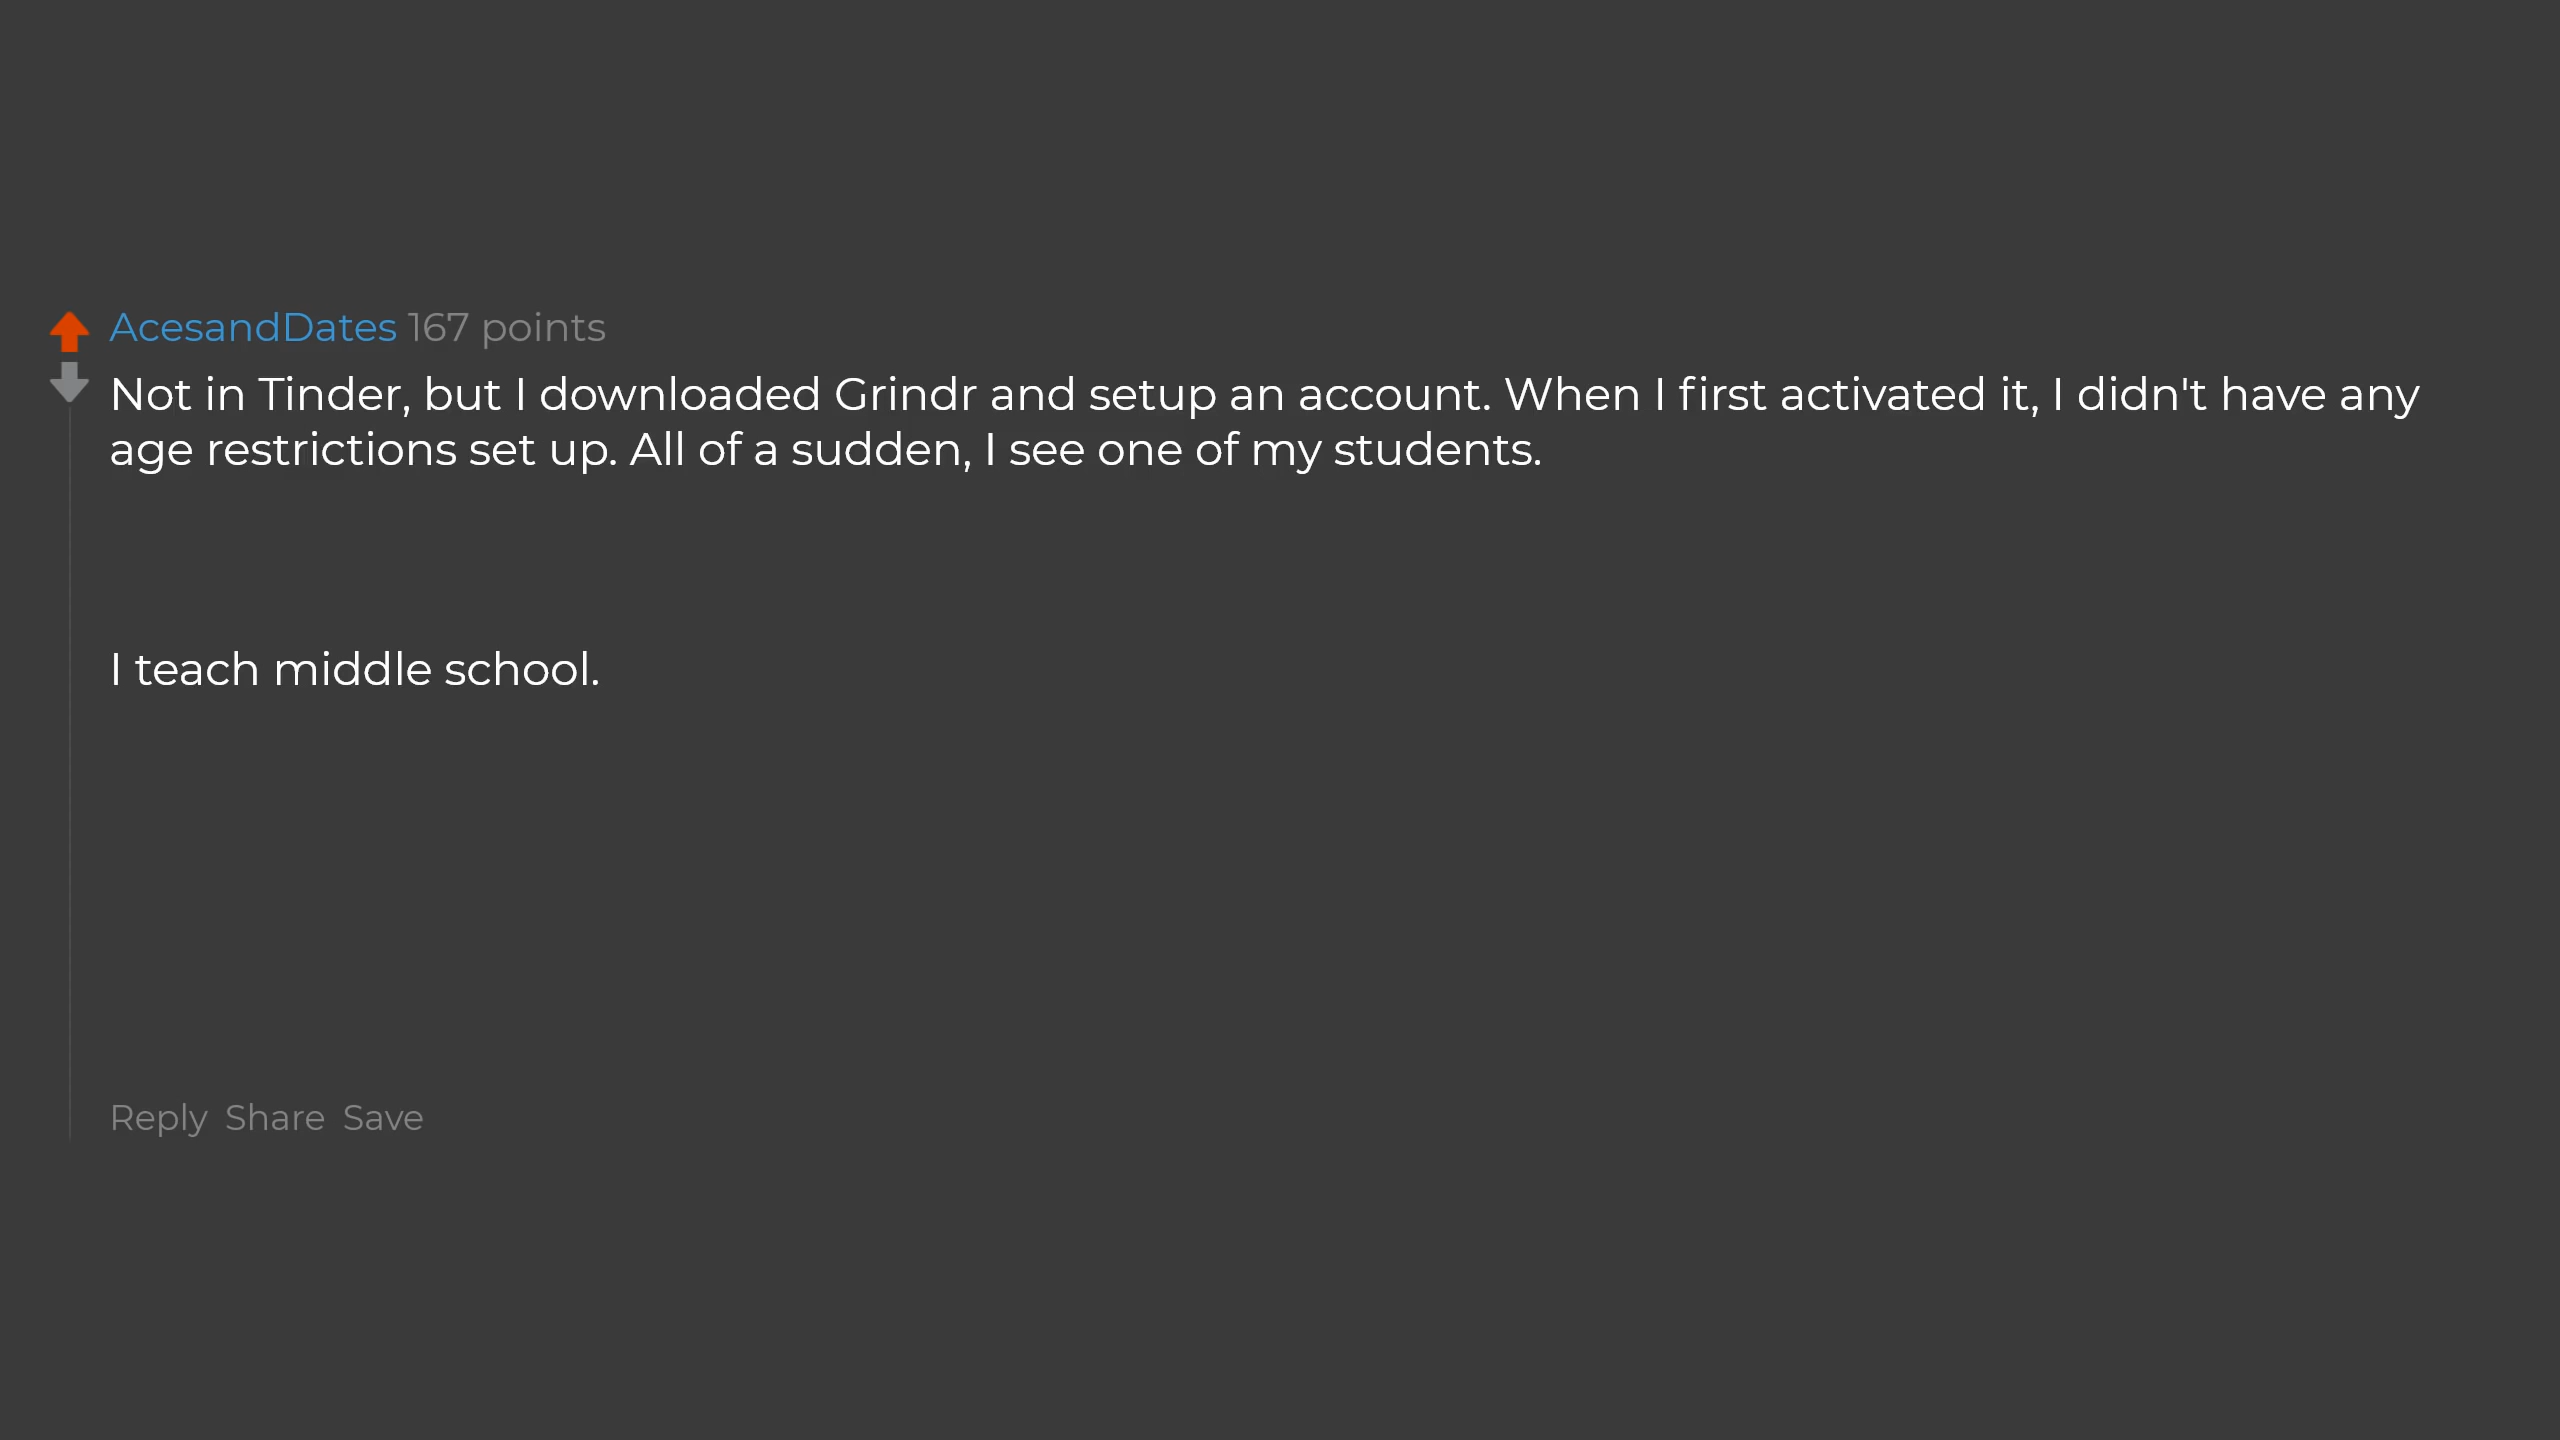 AcesandDates 167 points
Not in Tinder, but I downloaded Grindr and setup an account. When I first activated it, I didn't have any
age restrictions set up. All of a sudden, I see one of my students.
I teach middle school.
Reply Share Save